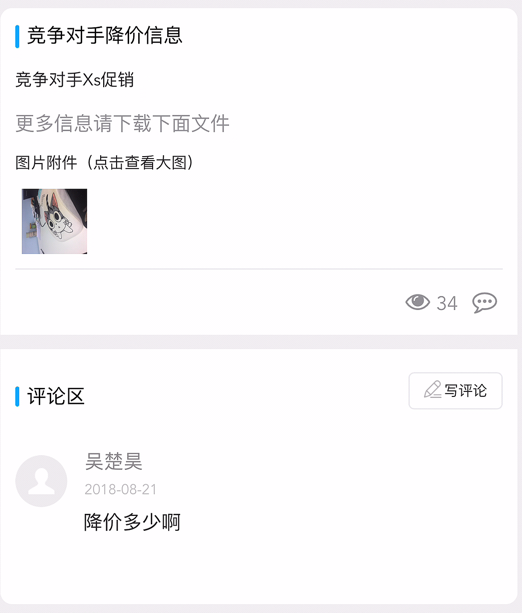 竞争对手降价信息
竞争对手Xs促销
更多信息请下载下面文件
图片附件（点击查看大图）
34
评论区
写评论
吴楚昊
2018-08-21
降价多少啊